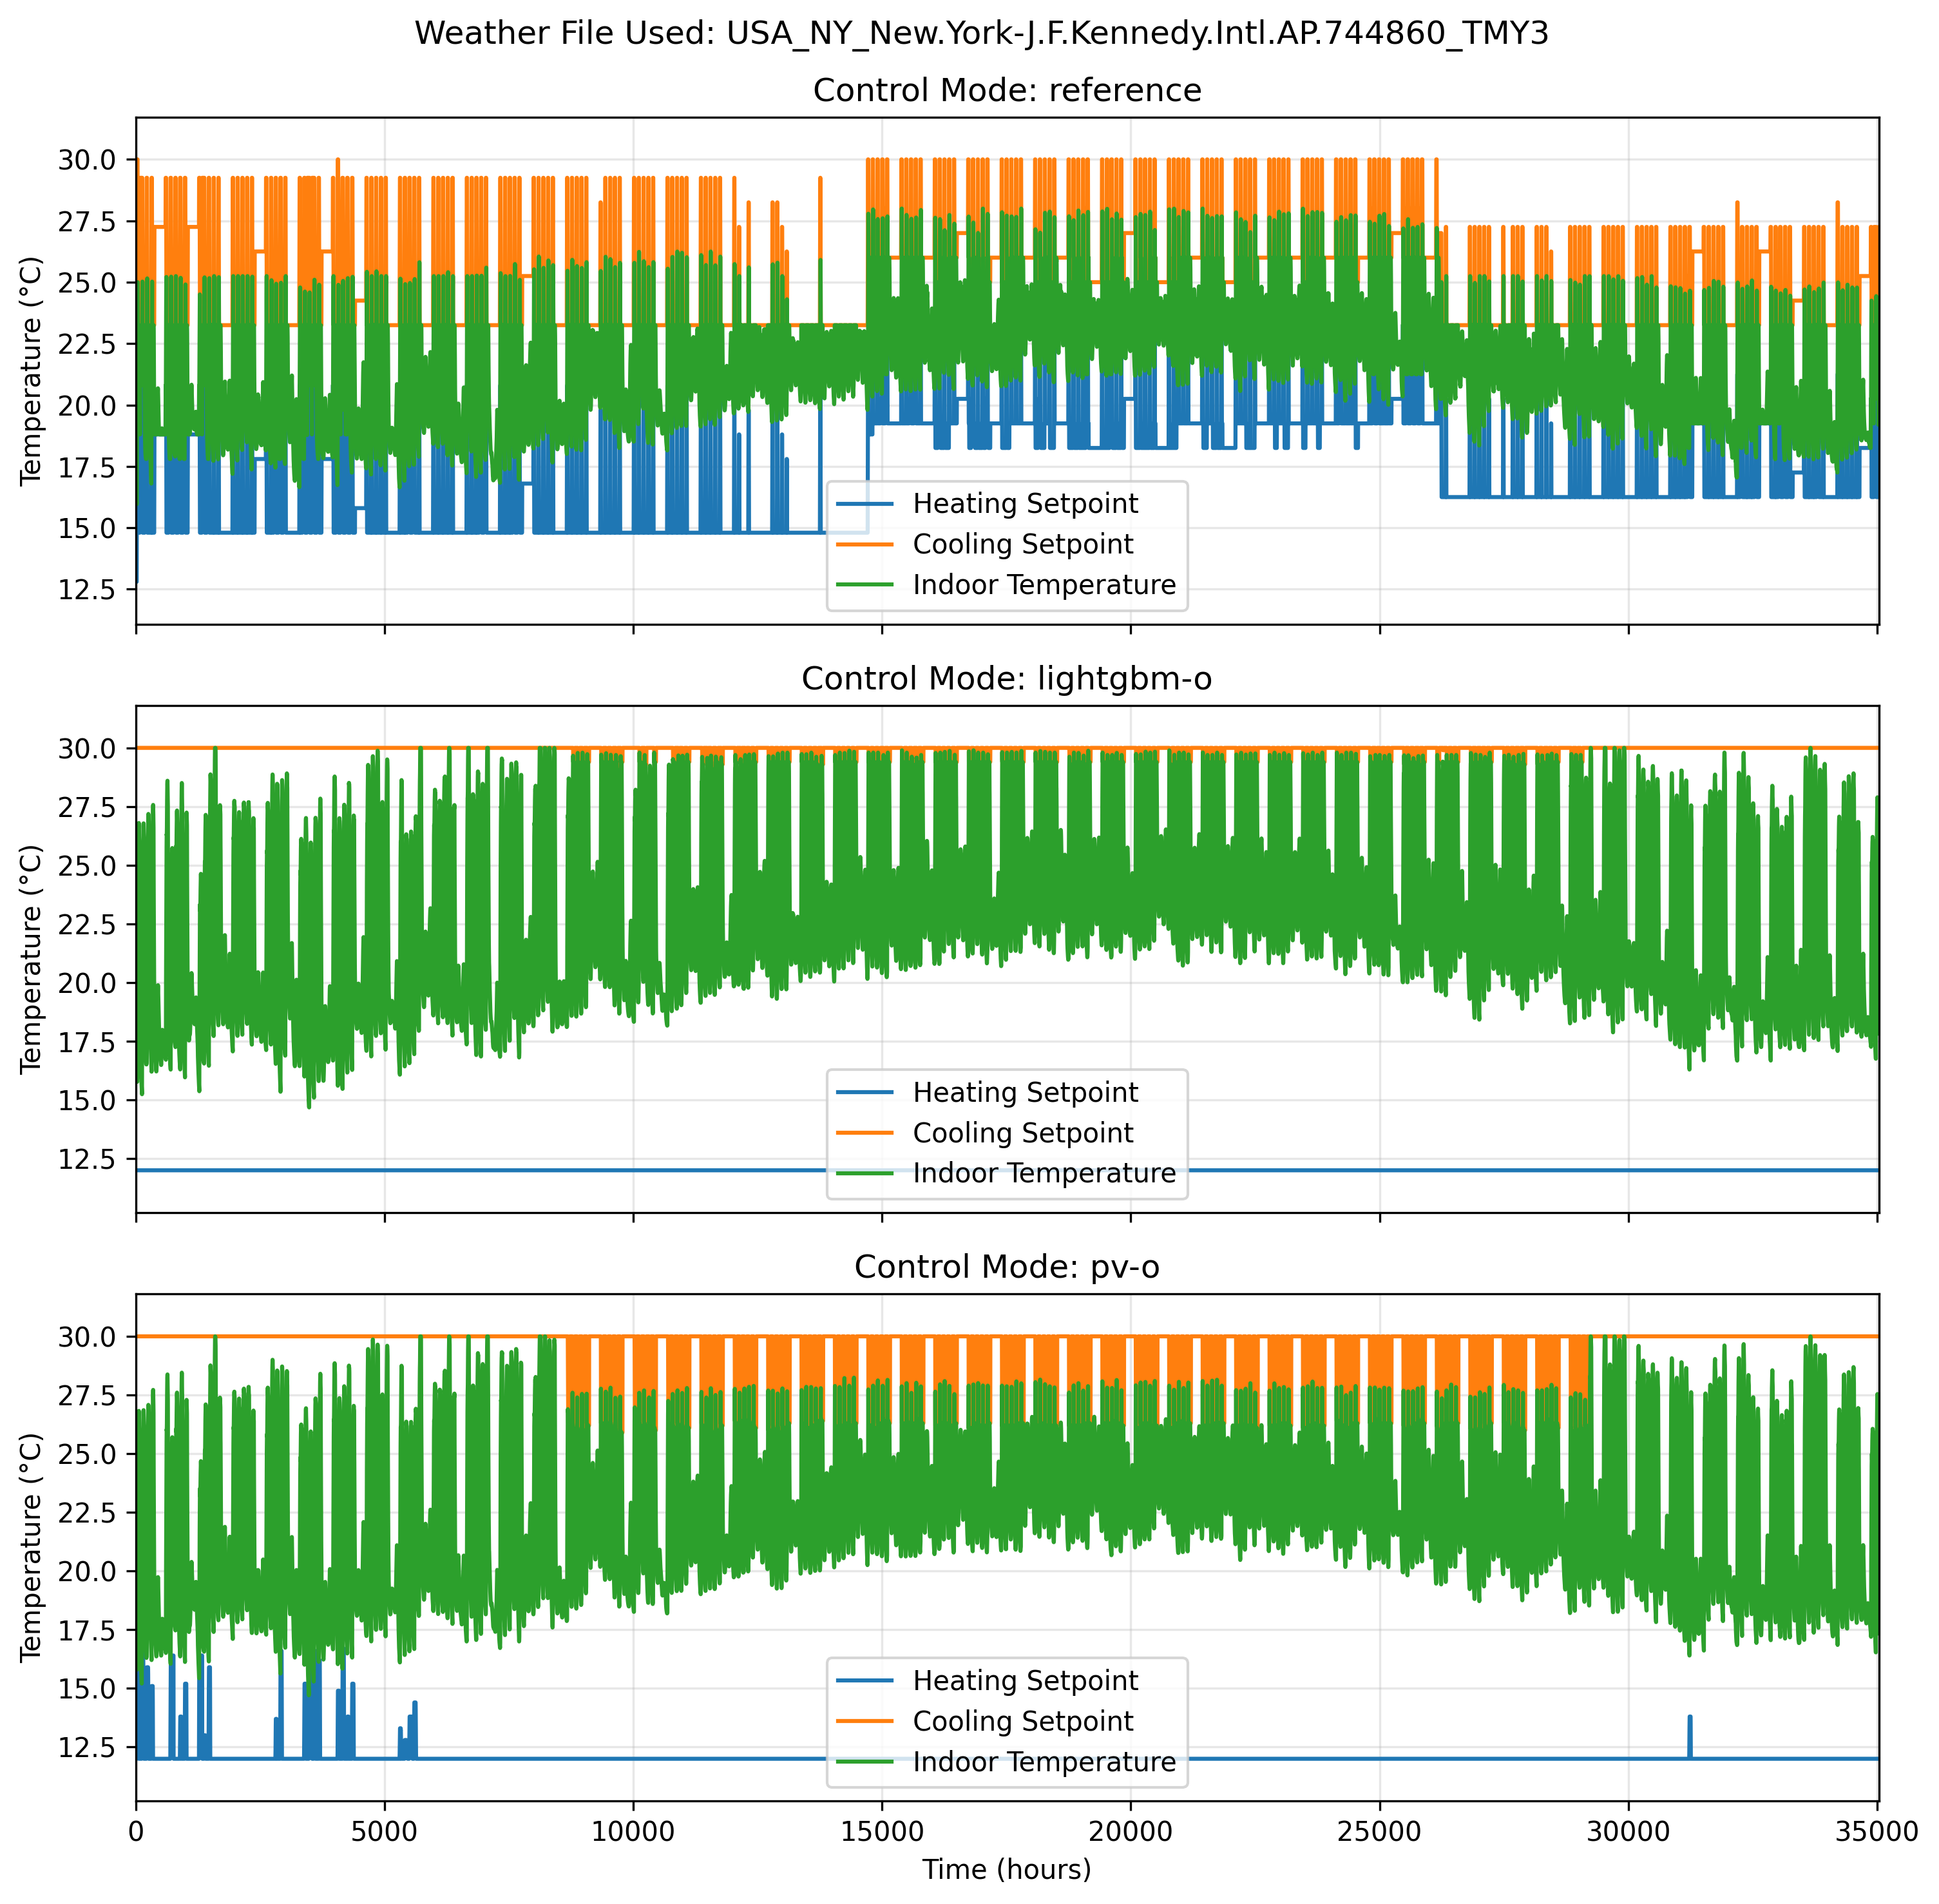 Weather File Used: USA_NY_New.York-J.F.Kennedy.Intl.AP.744860_TMY3
Control Mode: reference
30.0
27.5
25.0
22.5
20.0
17.5
15.0
12.5
Temperature (°C)
Heating Setpoint
Cooling Setpoint
Indoor Temperature
Control Mode: lightgbm-o
30.0
27.5
25.0
22.5
20.0
17.5
15.0
12.5
Temperature (°C)
Heating Setpoint
Cooling Setpoint
Indoor Temperature
Control Mode: pv-o
30.0
27.5
25.0
22.5
20.0
17.5
15.0
12.5
Temperature (°C)
Heating Setpoint
Cooling Setpoint
Indoor Temperature
0 5000 10000 15000 20000 25000 30000 35000
Time (hours)